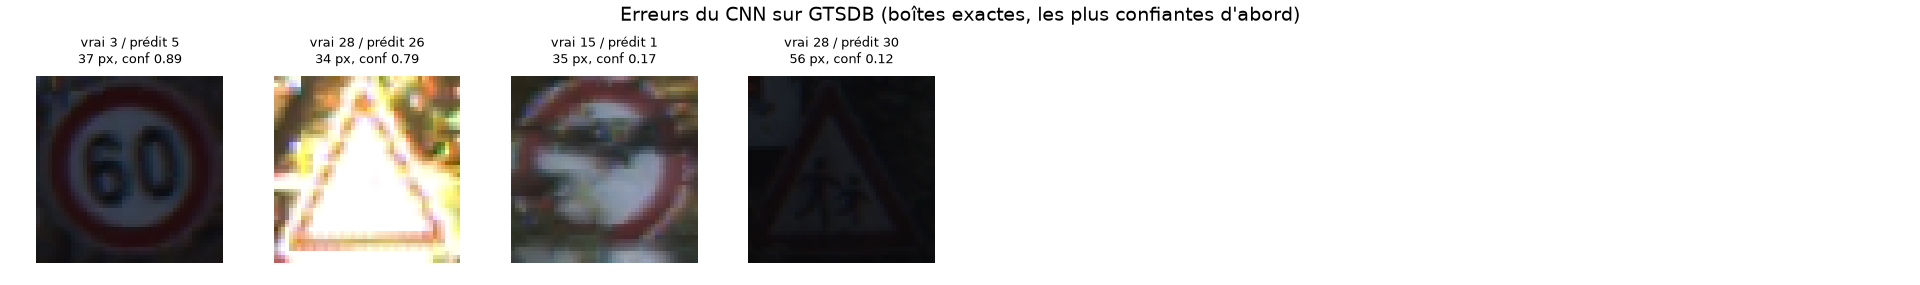 Erreurs du CNN sur GTSDB (boîtes exactes, les plus confiantes d'abord)
vrai 3 / prédit 5
37 px, conf 0.89
vrai 28 / prédit 26
34 px, conf 0.79
vrai 15 / prédit 1
35 px, conf 0.17
vrai 28 / prédit 30
56 px, conf 0.12
60